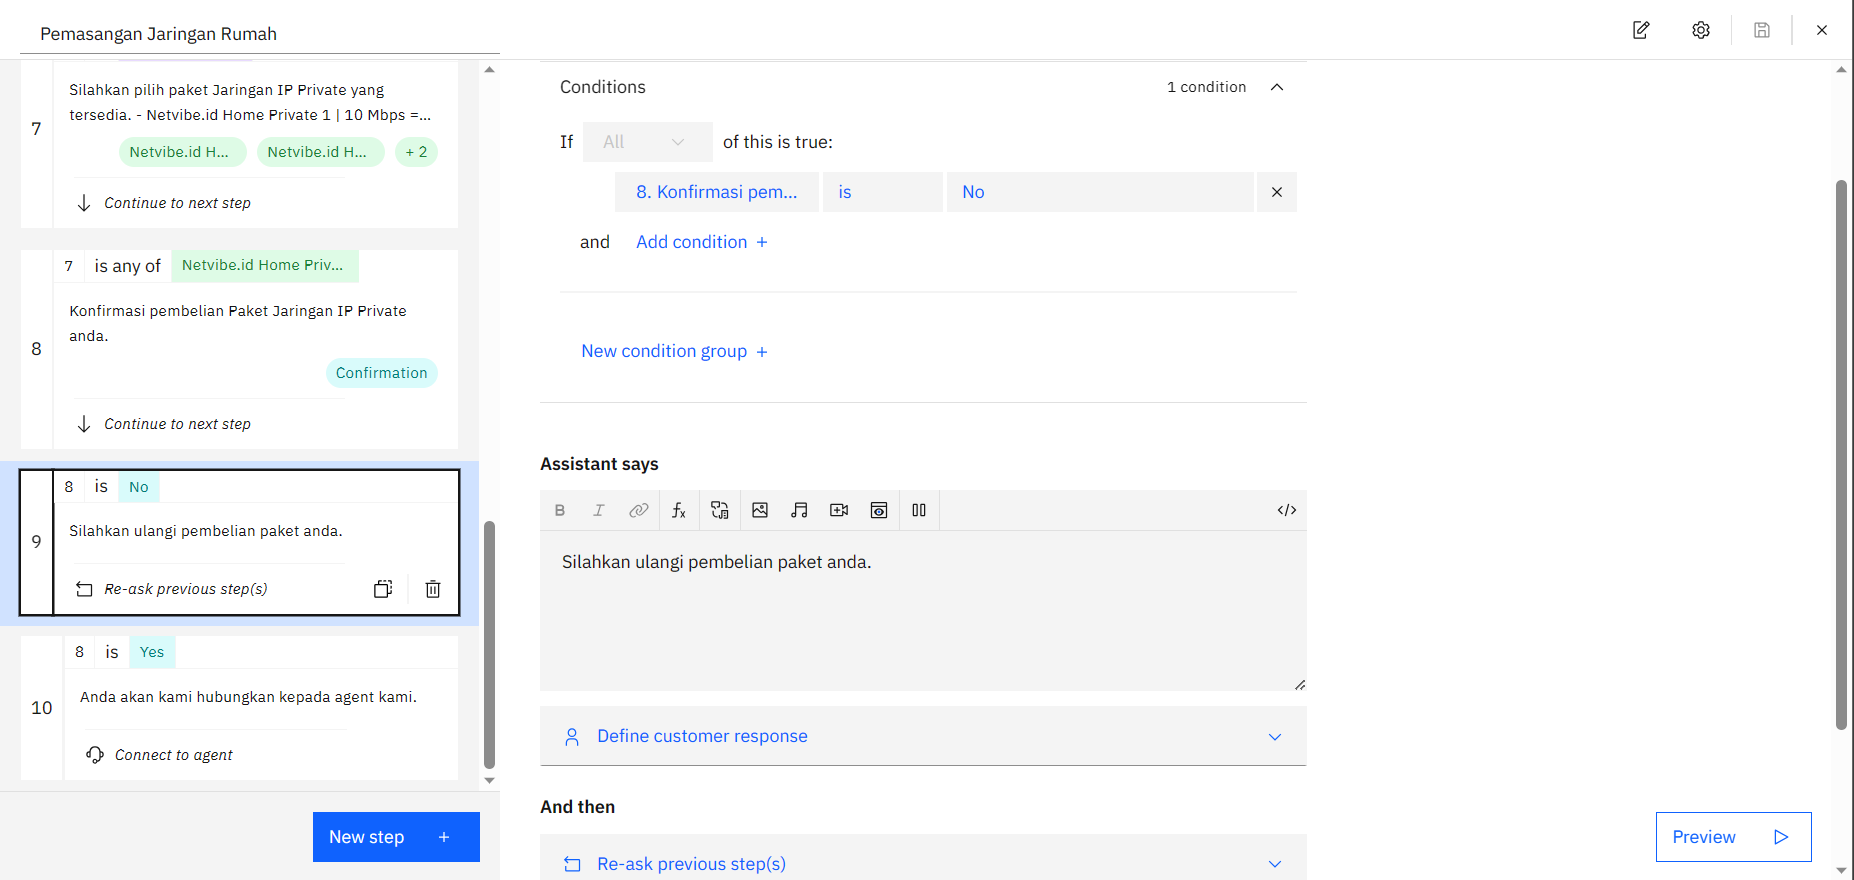 Pemasangan Jaringan Rumah
7
Silahkan pilih paket Jaringan IP Private yang
tersedia. - Netvibe.id Home Private 1 | 10 Mbps =...
Netvibe.id H... Netvibe.id H... + 2
Continue to next step
7 is any of Netvibe.id Home Priv...
8
Konfirmasi pembelian Paket Jaringan IP Private
anda.
Confirmation
Continue to next step
8 is No
9
Silahkan ulangi pembelian paket anda.
Re-ask previous step(s)
8 is Yes
10
Anda akan kami hubungkan kepada agent kami.
Connect to agent
New step +
Conditions 1 condition
If All of this is true:
8. Konfirmasi pem... is No
and Add condition +
New condition group +
Assistant says
B I fx </>
Silahkan ulangi pembelian paket anda.
Define customer response
And then
Re-ask previous step(s)
Preview